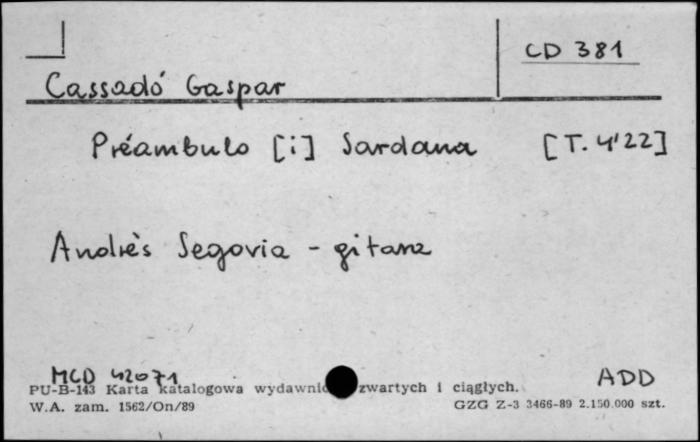 CD 381
Cassadó Gaspar
Préambulo [i] Sardana [T. 4'22]
Andrès Segovia - gitara
MCD 42071 ADD
PU-B-143 Karta katalogowa zwartych i ciągłych.
W.A. zam. 1562/On/89 GZG Z-3 3466-89 2.150.000 szt.